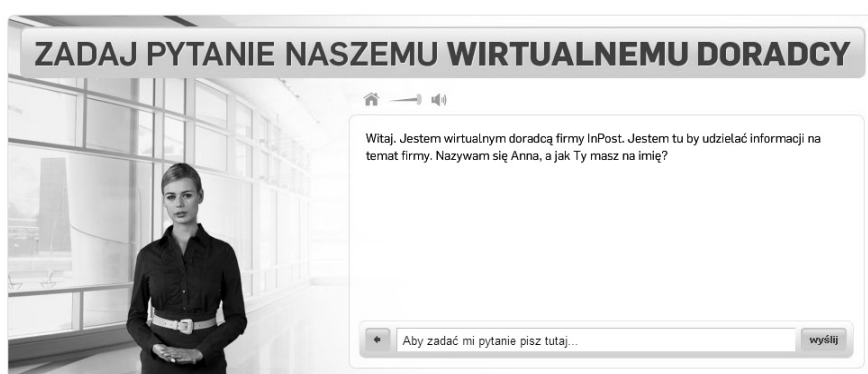 ZADAJ PYTANIE NASZEMU WIRTUALNEMU DORADCY
Witaj. Jestem wirtualnym doradcą firmy InPost. Jestem tu by udzielać informacji na
temat firmy. Nazywam się Anna, a jak Ty masz na imię?
Aby zadać mi pytanie pisz tutaj... wyślij